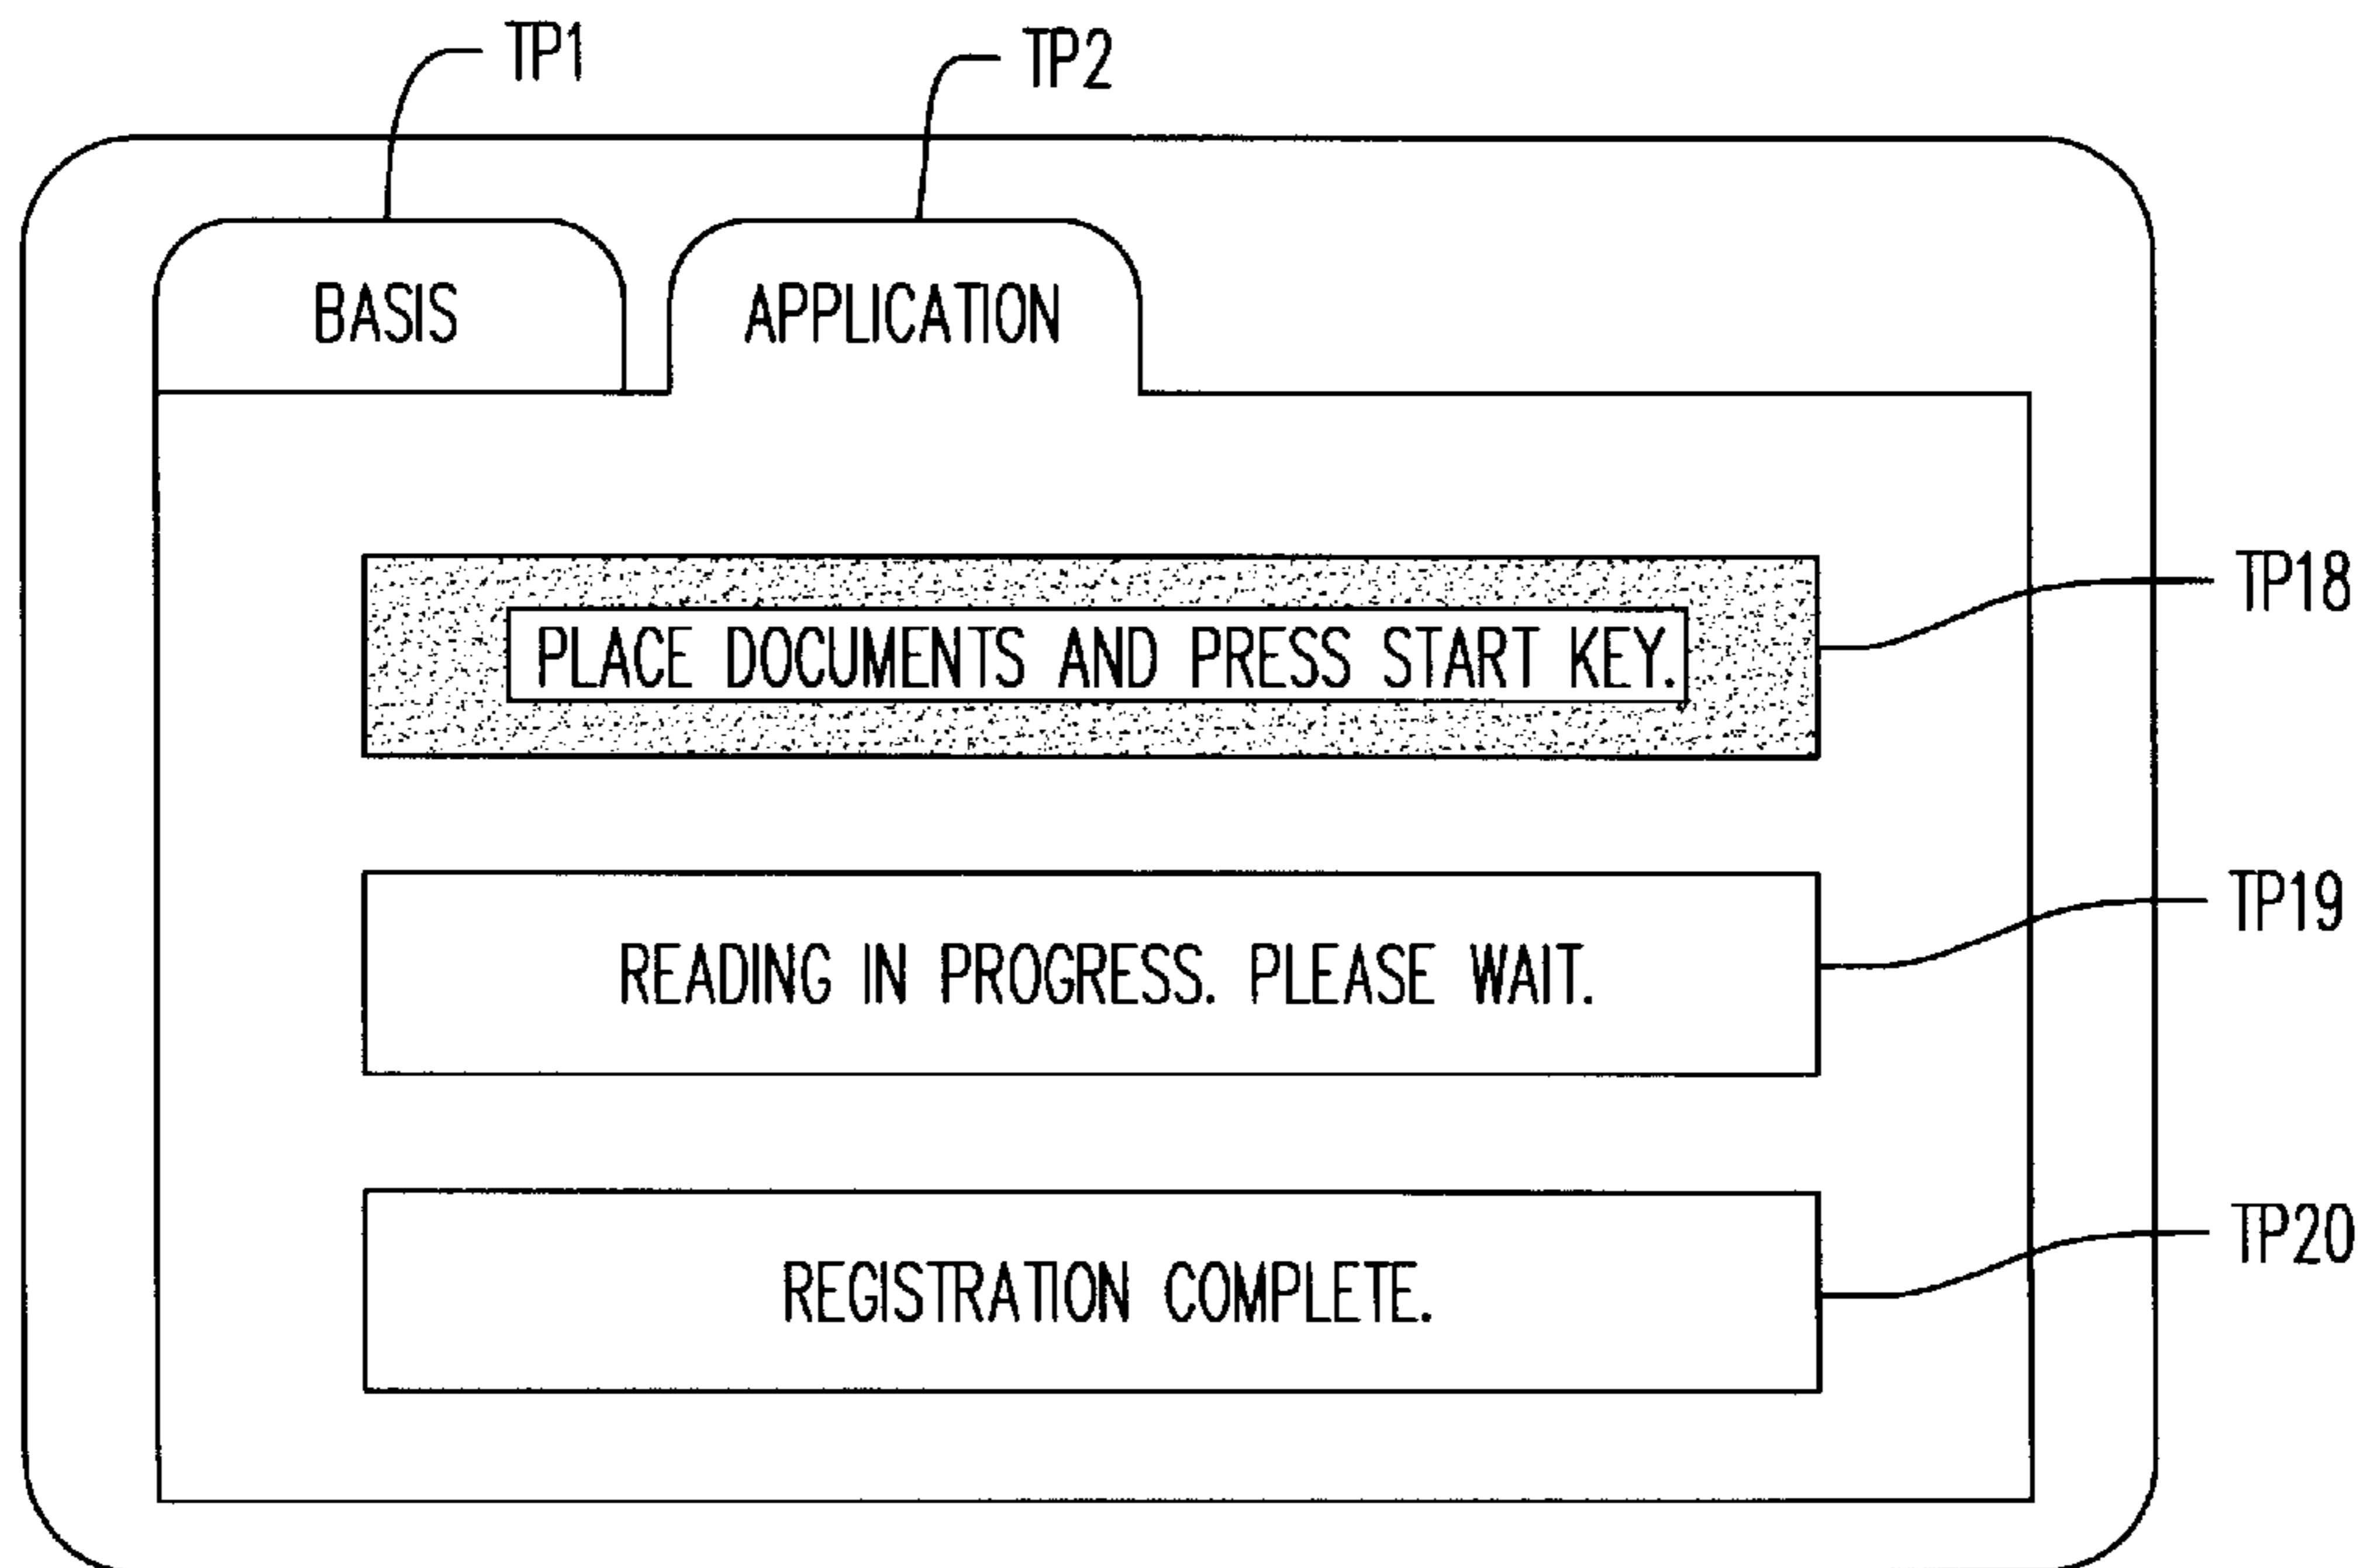 TP1
TP2
BASIS
APPLICATION
PLACE DOCUMENTS AND PRESS START KEY.
TP18
READING IN PROGRESS. PLEASE WAIT.
TP19
REGISTRATION COMPLETE.
TP20